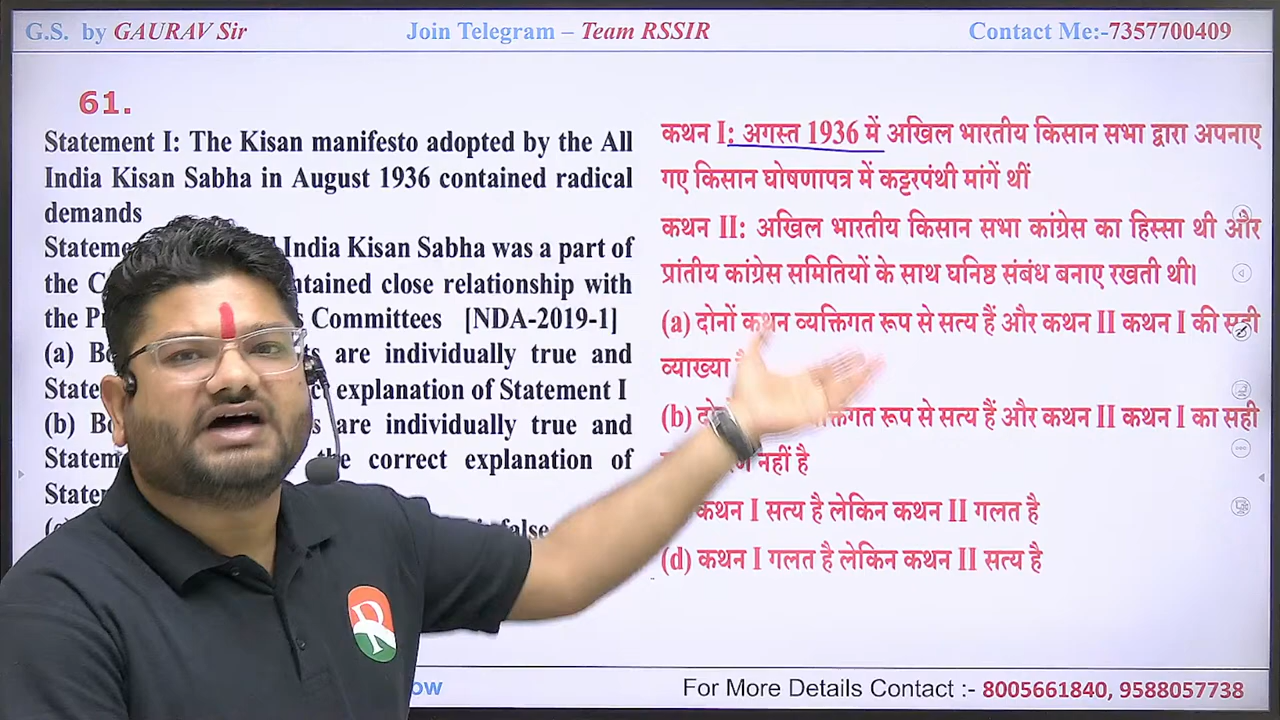 G.S. by GAURAV Sir
Join Telegram – Team RSSIR
Contact Me:-7357700409
61.
Statement I: The Kisan manifesto adopted by the All
India Kisan Sabha in August 1936 contained radical
demands
India Kisan Sabha was a part of
the close relationship with
the Committees [NDA-2019-1]
(a) are individually true and
explanation of Statement I
(b) are individually true and
the correct explanation of
कथन I: अगस्त 1936 में अखिल भारतीय किसान सभा द्वारा अपनाए
गए किसान घोषणापत्र में कट्टरपंथी मांगें थीं
कथन II: अखिल भारतीय किसान सभा कांग्रेस का हिस्सा थी और
प्रांतीय कांग्रेस समितियों के साथ घनिष्ठ संबंध बनाए रखती थी।
(a) दोनों कथन व्यक्तिगत रूप से सत्य हैं और कथन II कथन I की सही
व्याख्या
(b) रूप से सत्य हैं और कथन II कथन I का सही
नहीं है
कथन I सत्य है लेकिन कथन II गलत है
(d) कथन I गलत है लेकिन कथन II सत्य है
For More Details Contact :- 8005661840, 9588057738